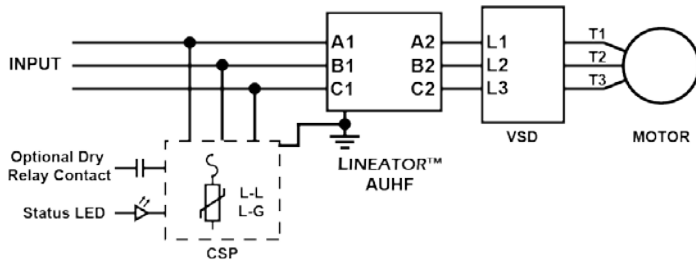 INPUT
A1 A2
B1 B2
C1 C2
L1
L2
L3
T1
T2
T3
VSD
MOTOR
LINEATOR™
AUHF
Optional Dry
Relay Contact
Status LED
L-L
L-G
CSP